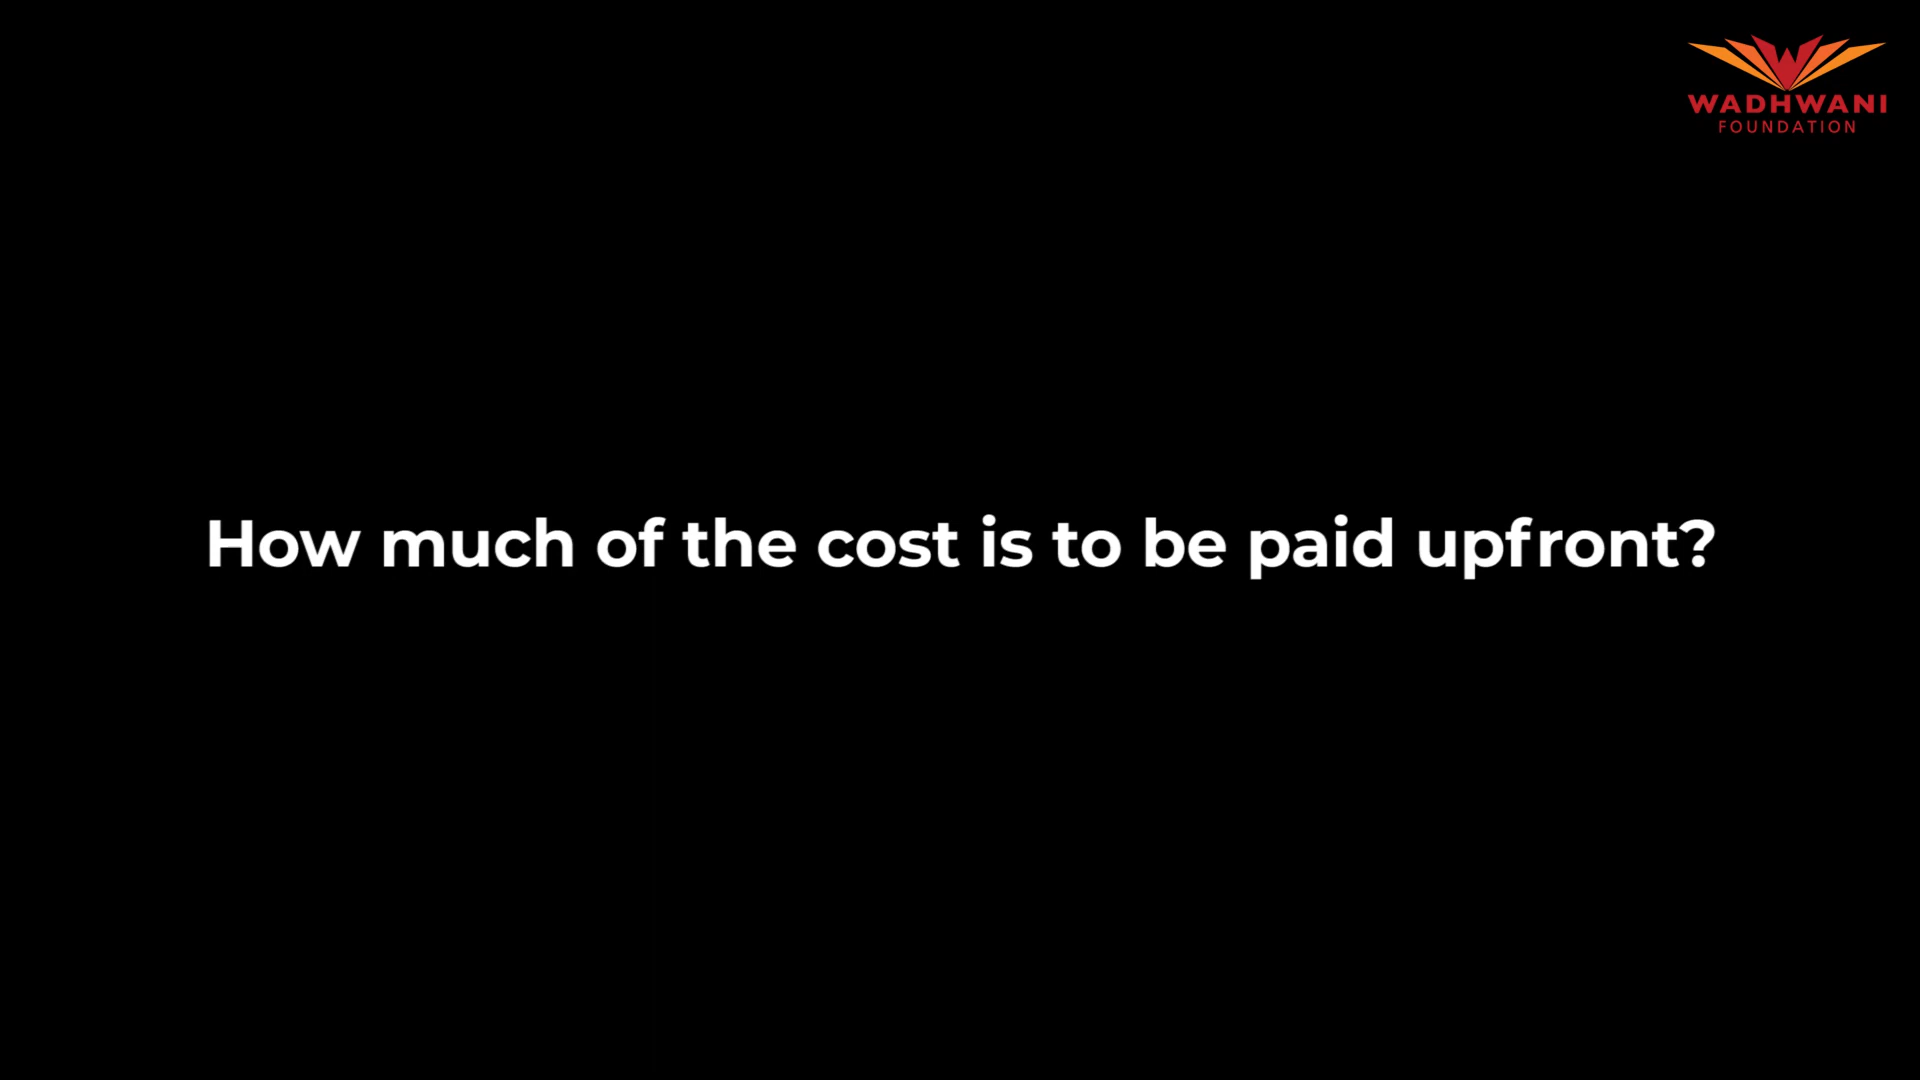 WADHWANI
FOUNDATION
How much of the cost is to be paid upfront?